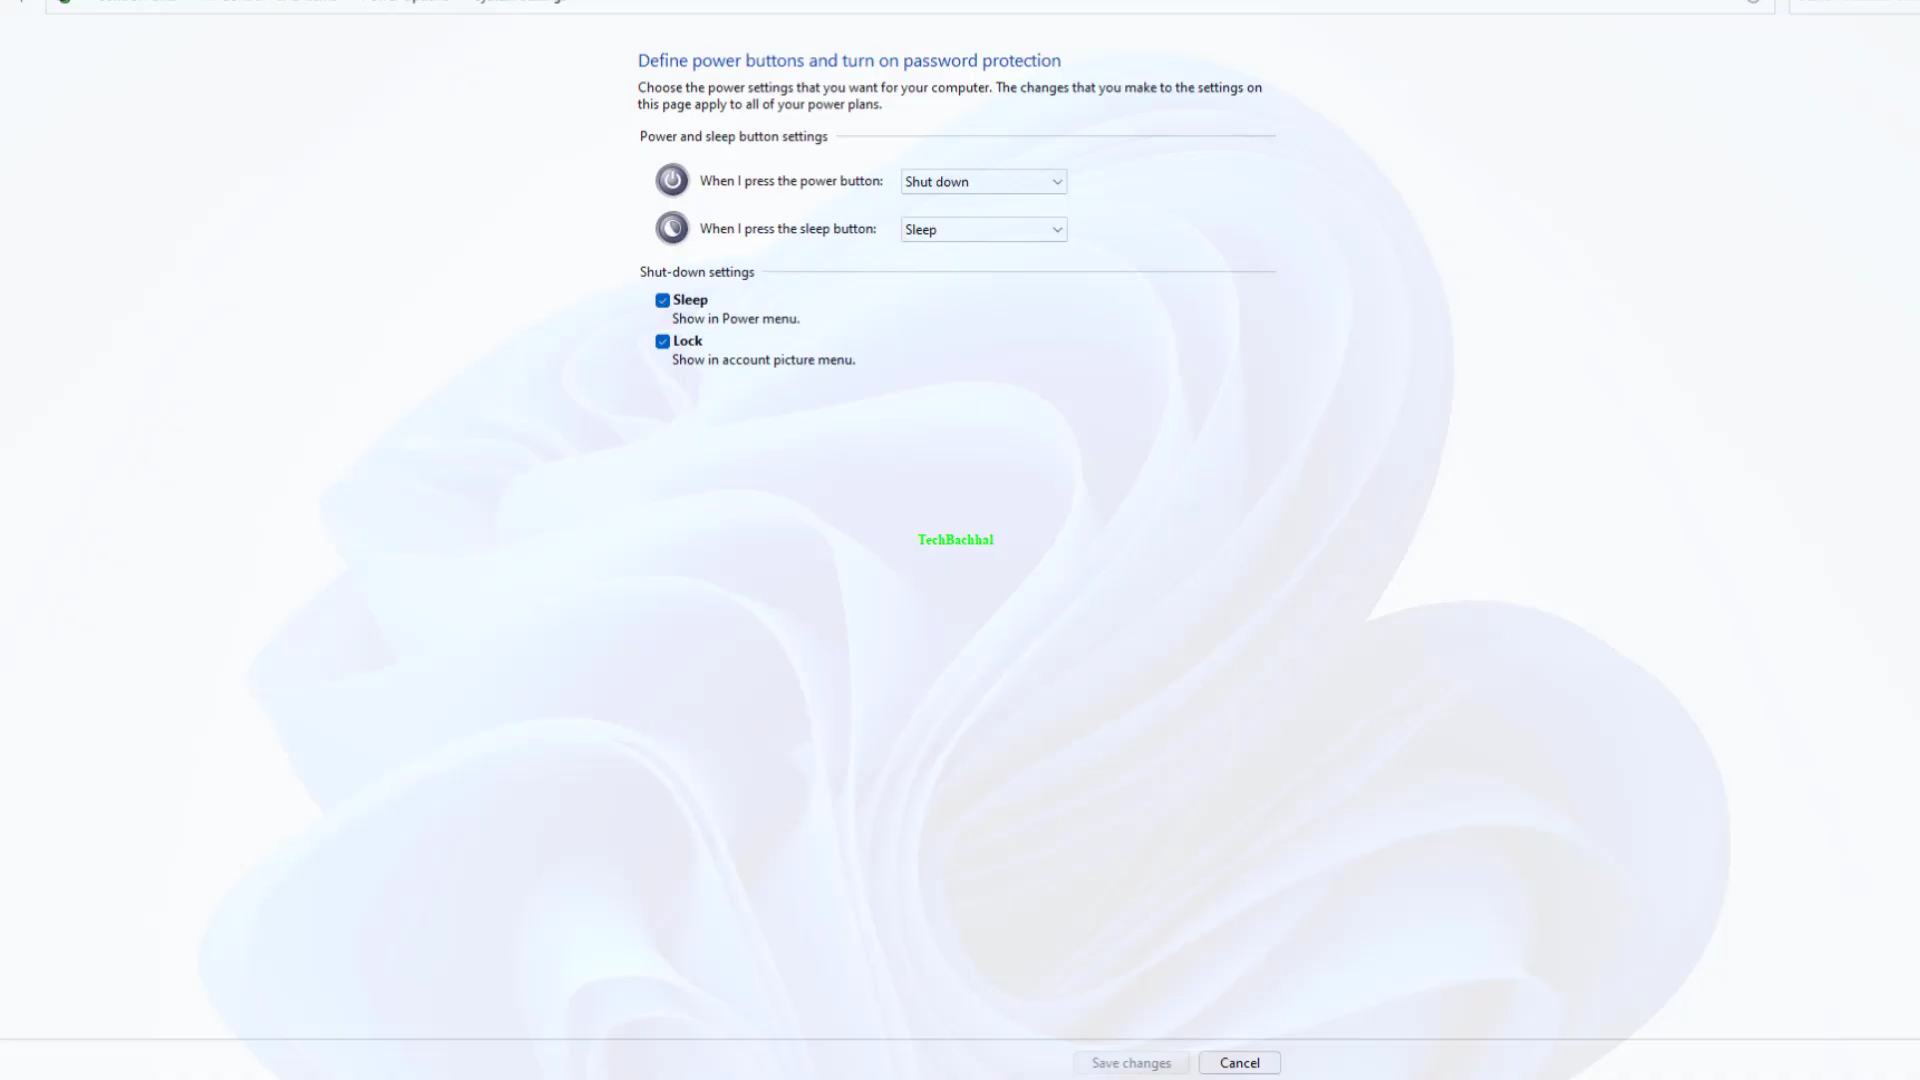 Define power buttons and turn on password protection
Choose the power settings that you want for your computer. The changes that you make to the settings on
this page apply to all of your power plans.
Power and sleep button settings
When I press the power button: Shut down
When I press the sleep button: Sleep
Shut-down settings
Sleep
Show in Power menu.
Lock
Show in account picture menu.
TechBachhal
Save changes Cancel